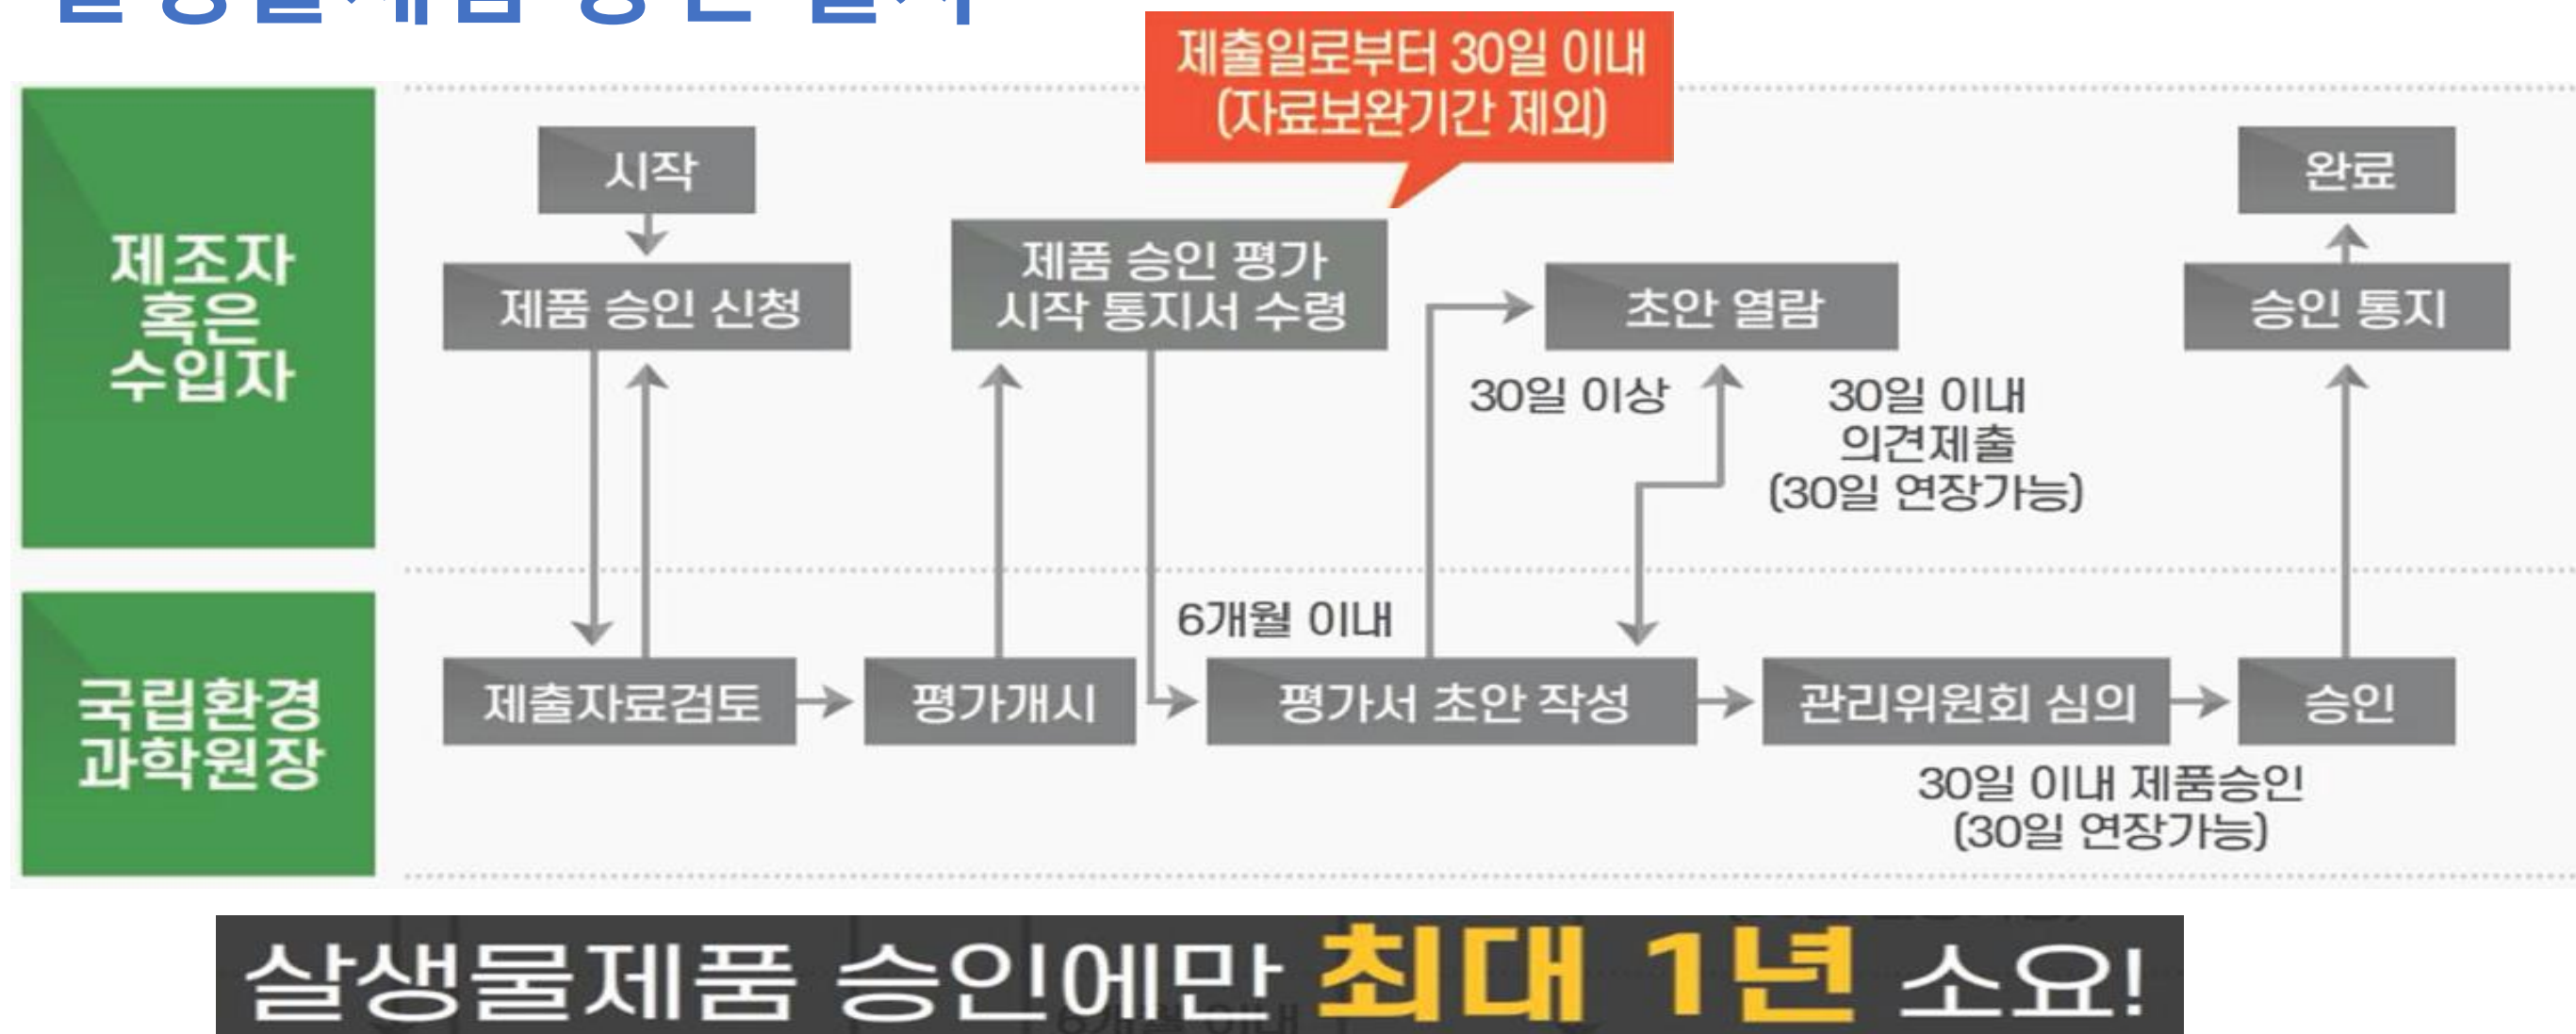 제출일로부터 30일 이내
(자료보완기간 제외)
제조자
혹은
수입자
시작
제품 승인 신청
제품 승인 평가
시작 통지서 수령
초안 열람
완료
승인 통지
30일 이상
30일 이내
의견제출
(30일 연장가능)
국립환경
과학원장
6개월 이내
제출자료검토
평가개시
평가서 초안 작성
관리위원회 심의
승인
30일 이내 제품승인
(30일 연장가능)
살생물제품 승인에만 최대 1년 소요!